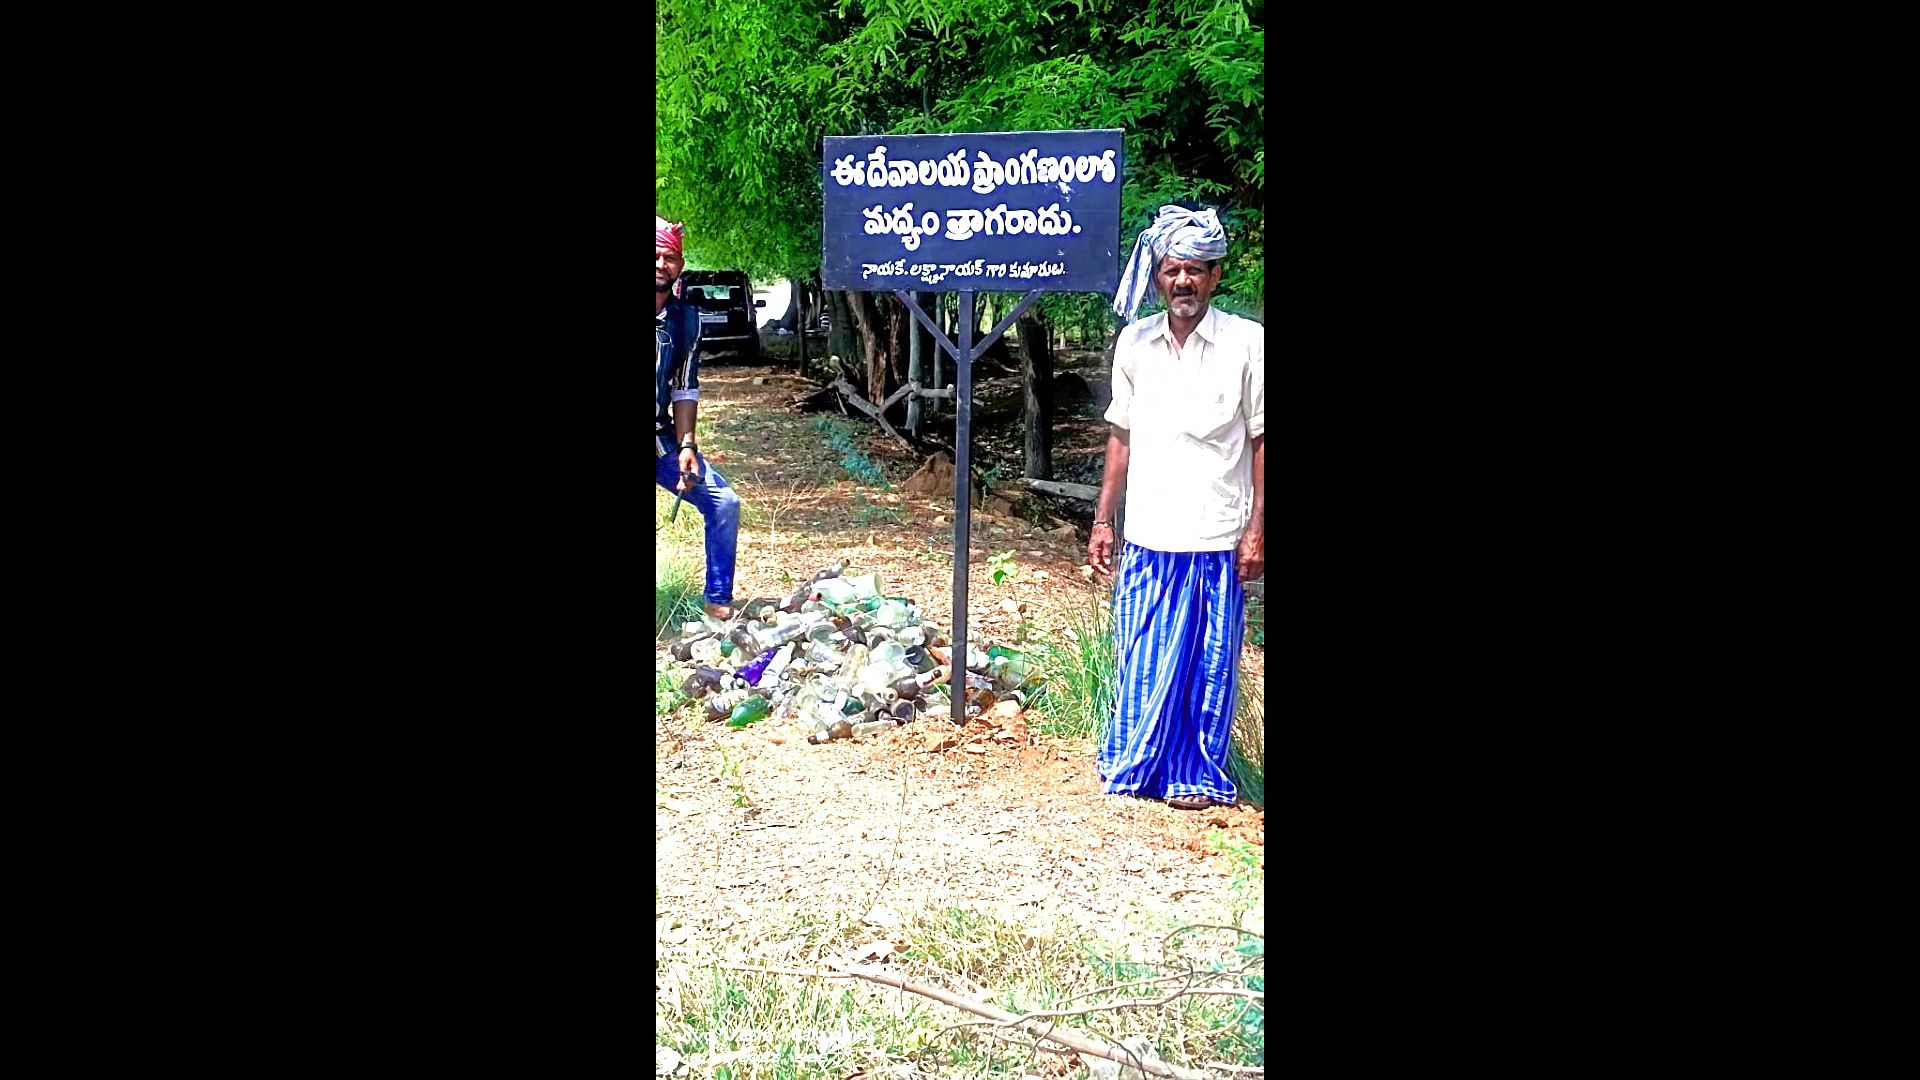 ఈ దేవాలయ ప్రాంగణంలో
మద్యం త్రాగరాదు.
నాయకే. లక్ష్మానాయక్ గారి కుమారులు.